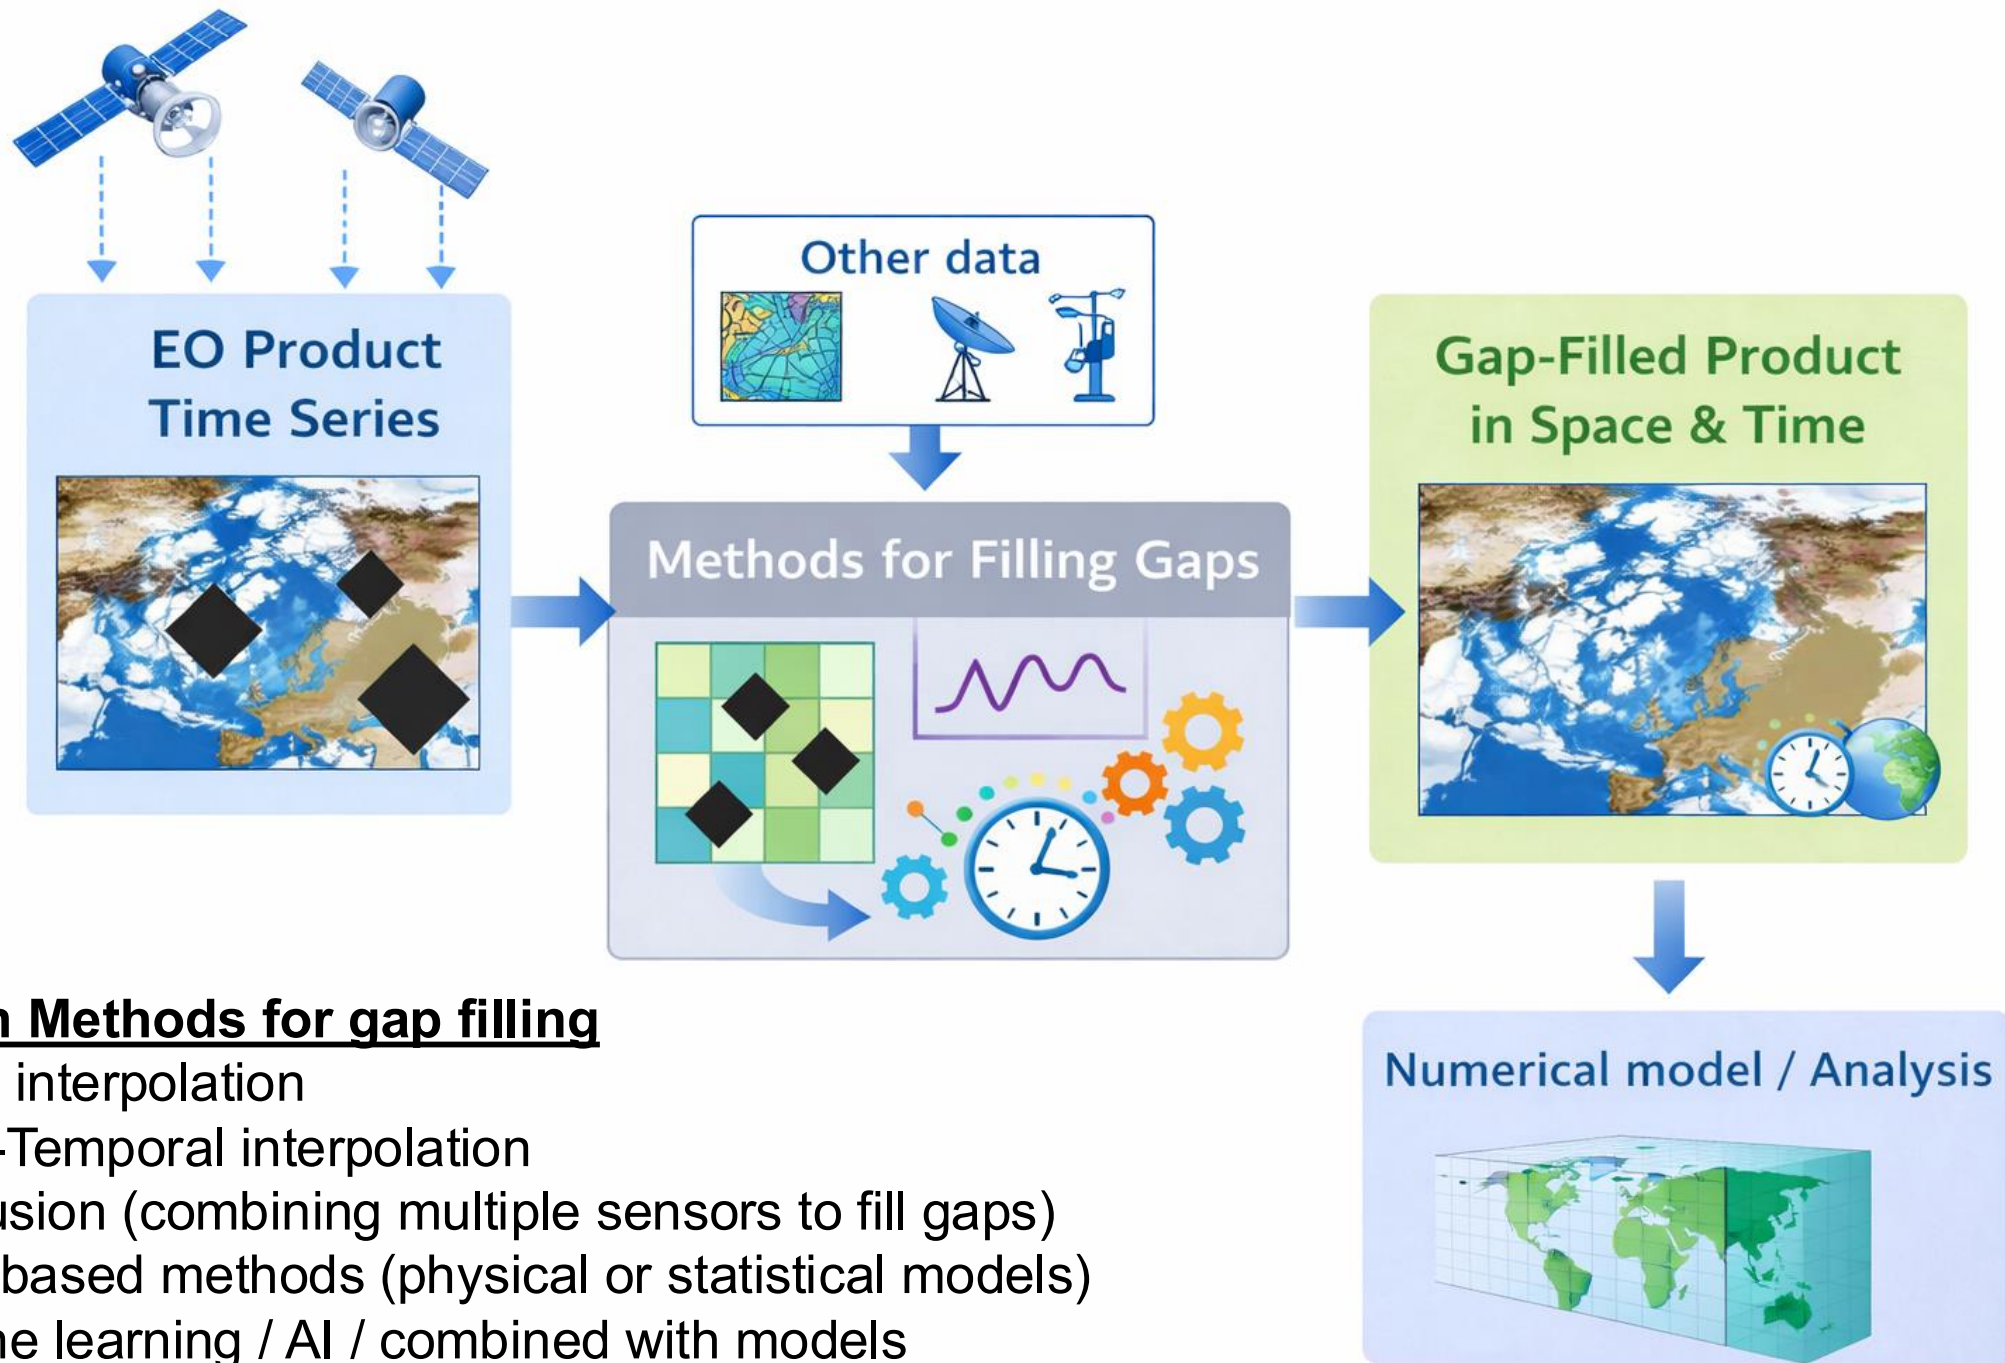 Other data
EO Product
Time Series
Gap-Filled Product
in Space & Time
Methods for Filling Gaps
Methods for gap filling
interpolation
-Temporal interpolation
(combining multiple sensors to fill gaps)
based methods (physical or statistical models)
learning / AI / combined with models
Numerical model / Analysis